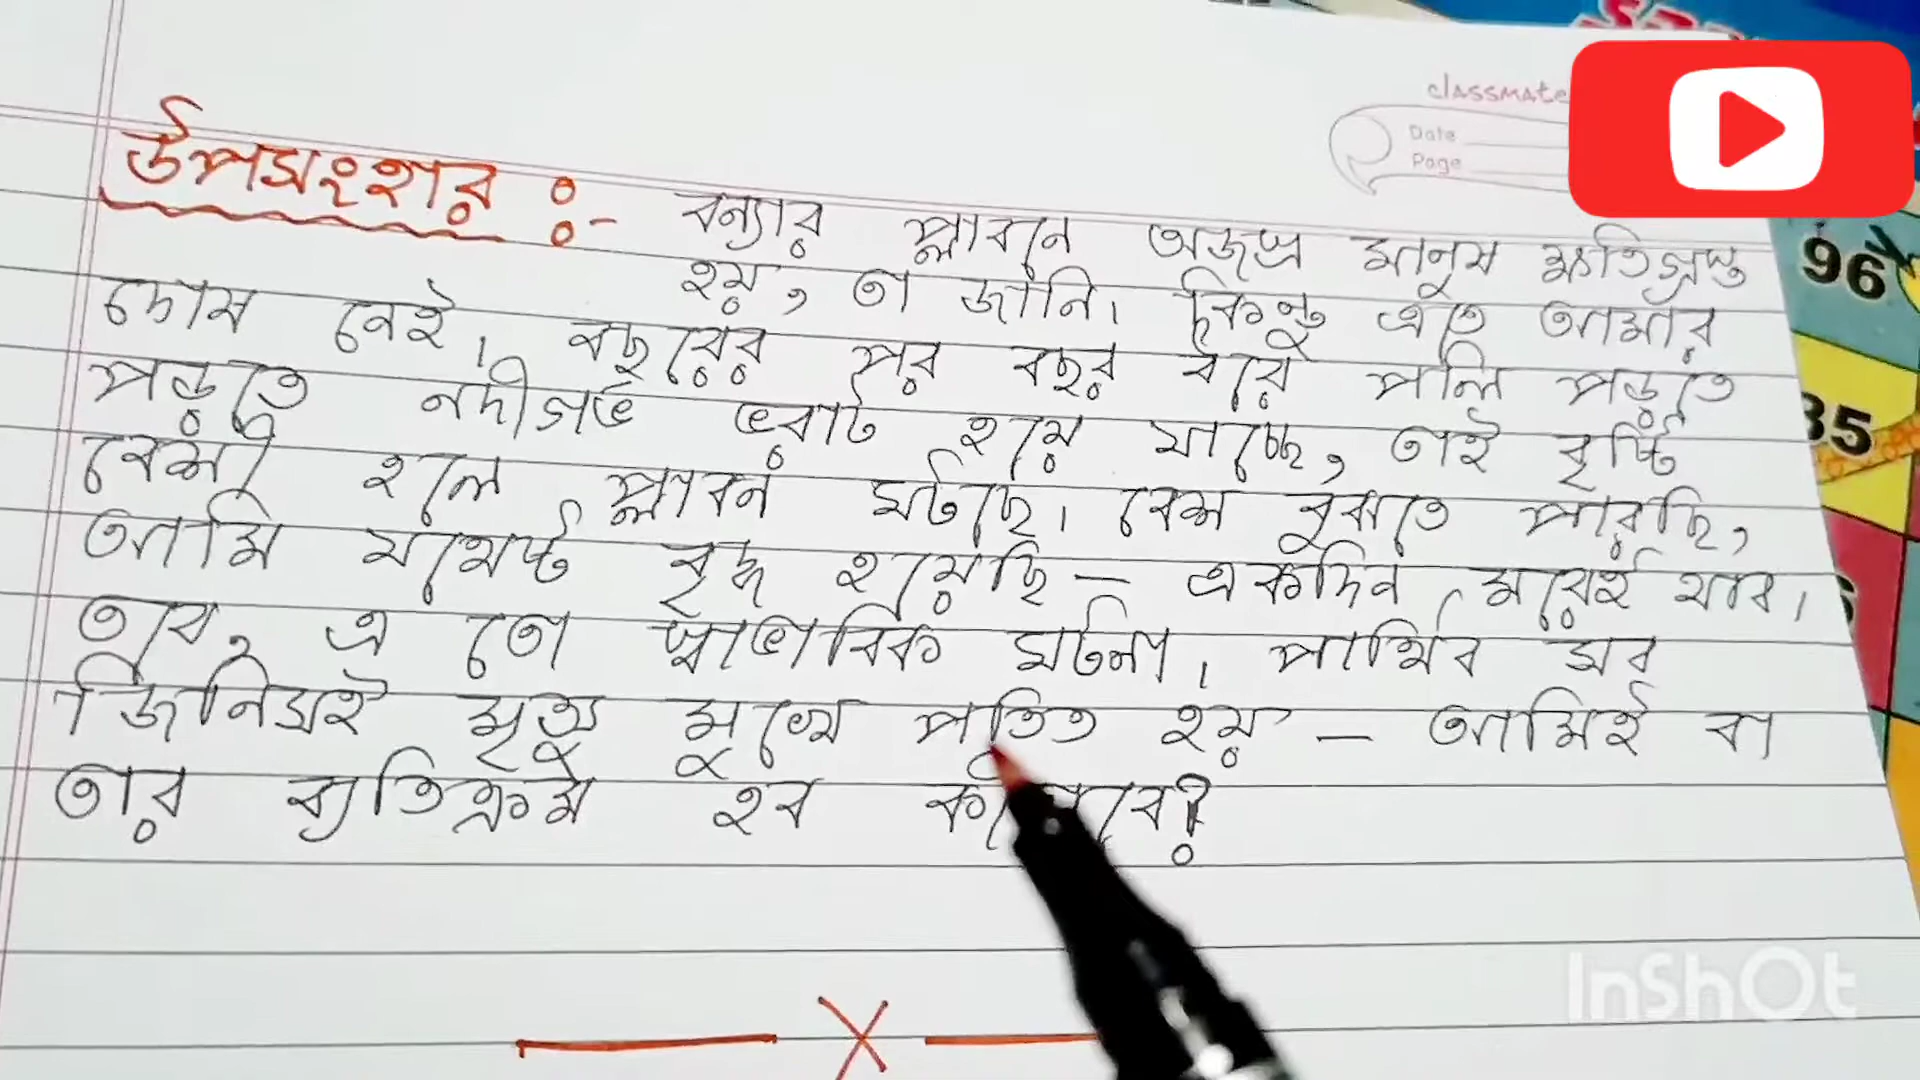 classmate
Date
Page
উপসংহার :- বন্যার প্লাবনে অজস্র মানুষ ক্ষতিগ্রস্ত
হয়, তা জানি। কিন্তু এতে আমার
দোষ নেই। বছরের পর বছর ধরে পলি পড়তে
পড়তে নদীগর্ভ ভরাট হয়ে যাচ্ছে, তাই বৃষ্টি
বেশী হলে প্লাবন ঘটছে। বেশ বুঝতে পারছি,
আমি যথেষ্ট বৃদ্ধ হয়েছি – একদিন মরেই যাব।
তবে, এ তো স্বাভাবিক ঘটনা। পার্থিব সব
জিনিসই মৃত্যু মুখে পতিত হয় – আমিই বা
তার ব্যতিক্রম হব
96
35
InShOt